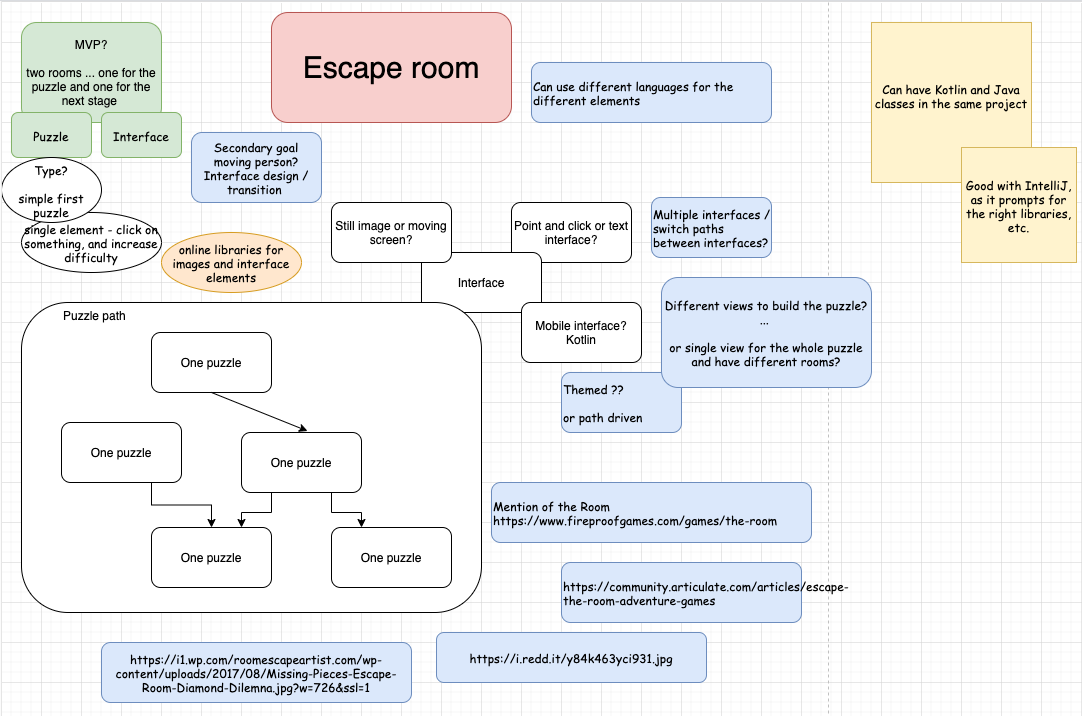 MVP?
two rooms ... one for the
puzzle and one for the
next stage
Puzzle
Interface
Type?
simple first
puzzle
single element - click on
something, and increase
difficulty
Escape room
Secondary goal
moving person?
Interface design /
transition
online libraries for
images and interface
elements
Can use different languages for the
different elements
Can have Kotlin and Java
classes in the same project
Good with IntelliJ,
as it prompts for
the right libraries,
etc.
Still image or moving
screen?
Point and click or text
interface?
Interface
Mobile interface?
Kotlin
Multiple interfaces /
switch paths
between interfaces?
Different views to build the puzzle?
...
or single view for the whole puzzle
and have different rooms?
Themed ??
or path driven
Puzzle path
One puzzle
One puzzle
One puzzle
One puzzle
One puzzle
Mention of the Room
https://www.fireproofgames.com/games/the-room
https://community.articulate.com/articles/escape-
the-room-adventure-games
https://i.redd.it/y84k463yci931.jpg
https://i1.wp.com/roomescapeartist.com/wp-
content/uploads/2017/08/Missing-Pieces-Escape-
Room-Diamond-Dilemna.jpg?w=726&ssl=1